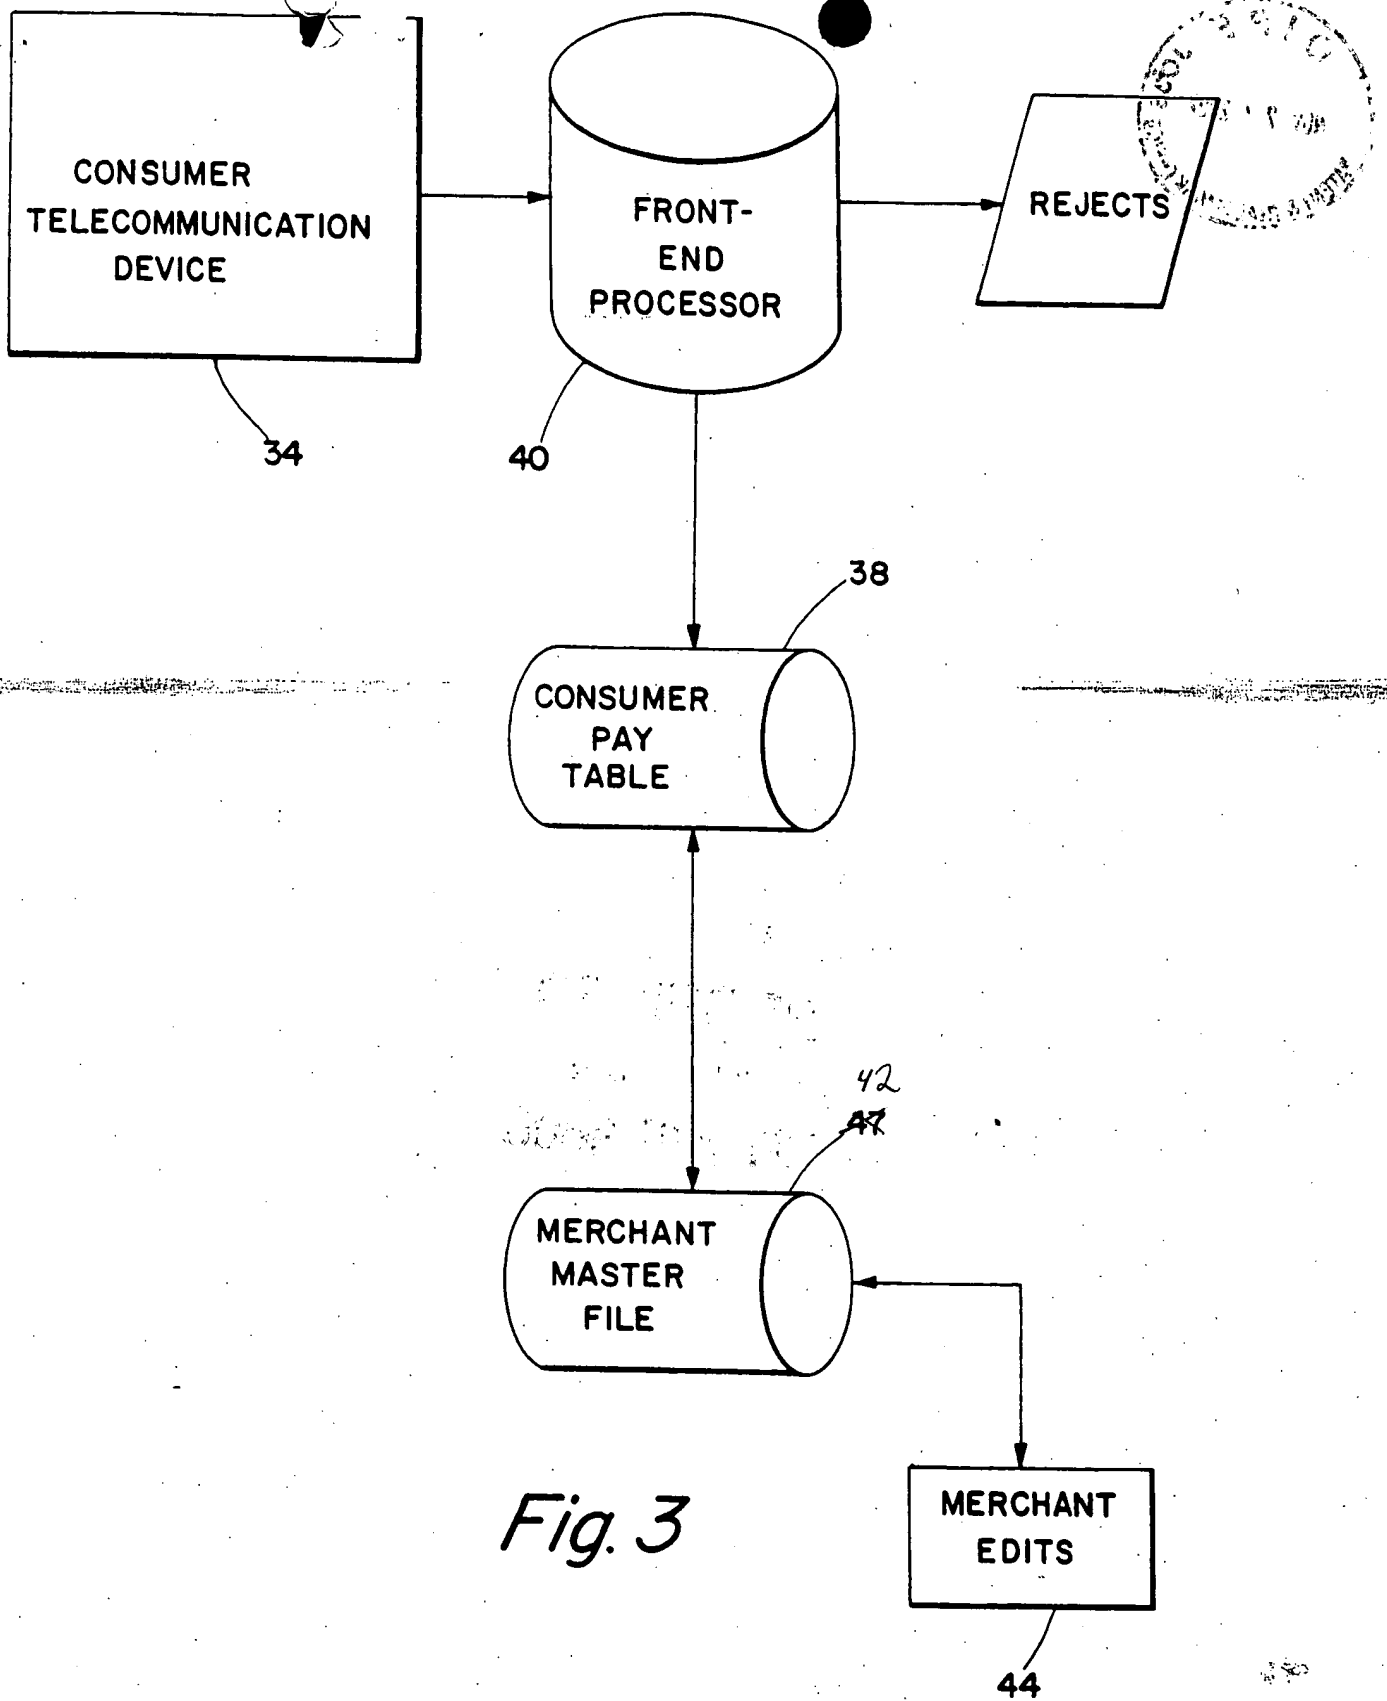 CONSUMER
TELECOMMUNICATION
DEVICE
34
FRONT-
END
PROCESSOR
40
REJECTS
38
CONSUMER
PAY
TABLE
42
47
MERCHANT
MASTER
FILE
MERCHANT
EDITS
44
Fig. 3